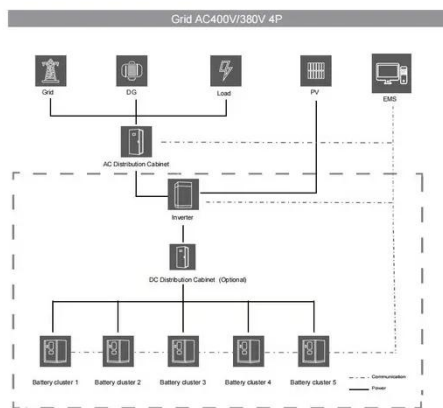 Grid AC400V/380V 4P
Grid
DG
Load
PV
EMS
AC Distribution Cabinet
Inverter
DC Distribution Cabinet (Optional)
Battery cluster 1
Battery cluster 2
Battery cluster 3
Battery cluster 4
Battery cluster 5
Communication
Power